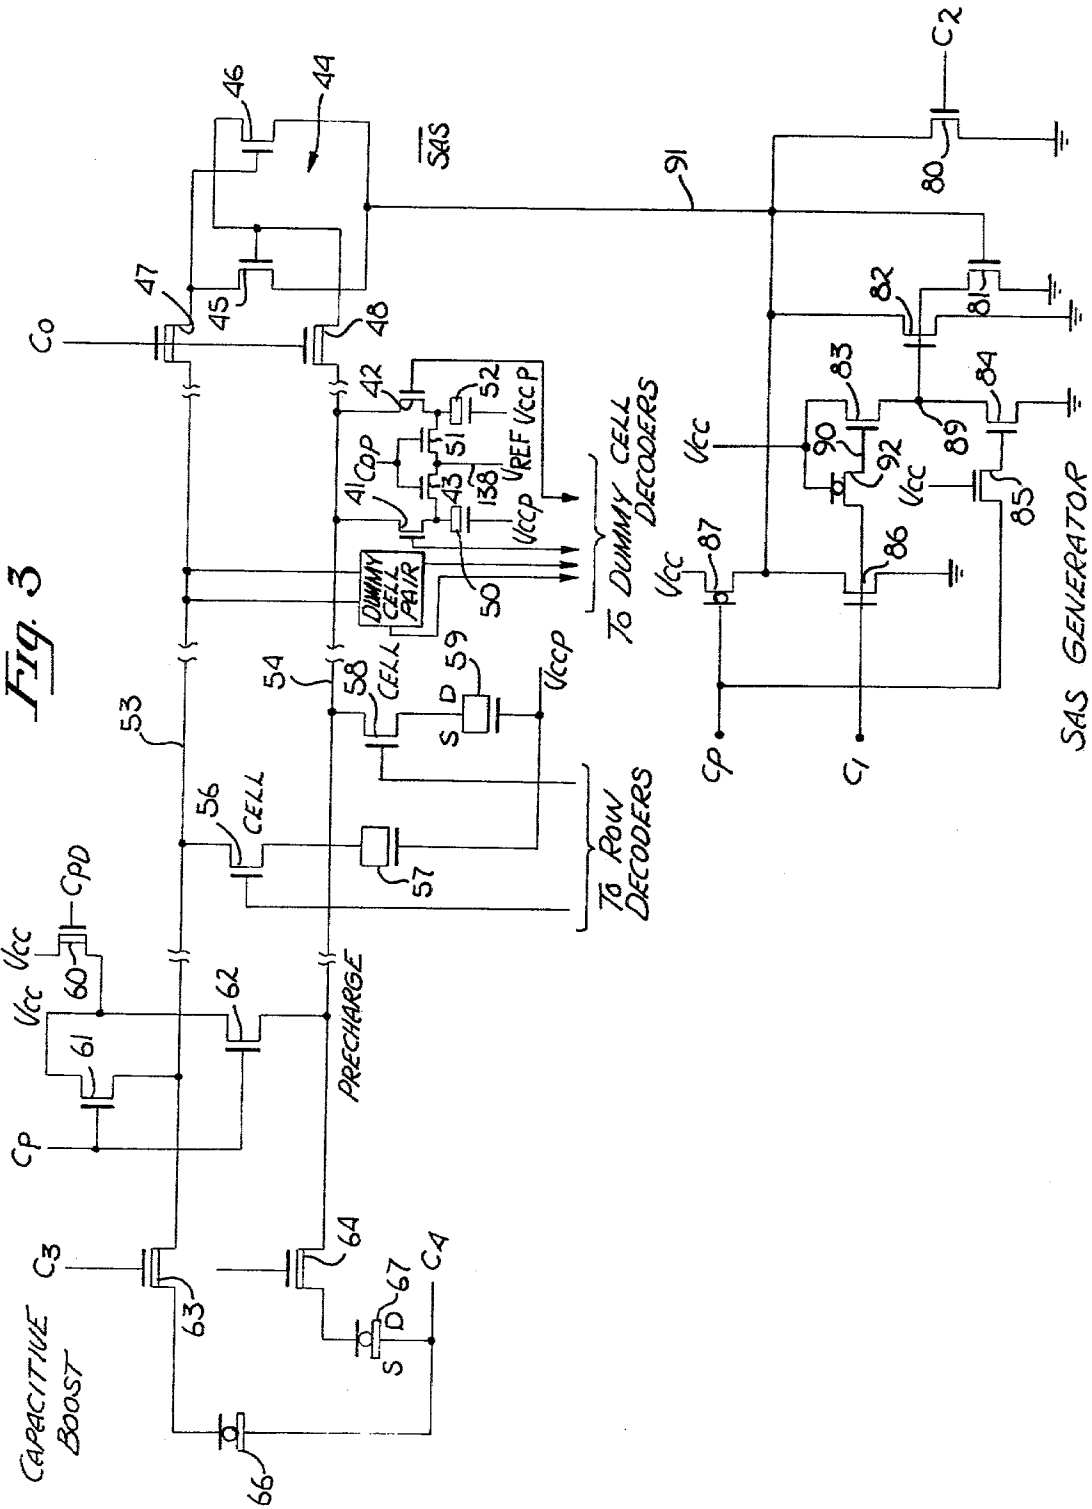 Fig. 3
CAPACITIVE
BOOST
C3
63
64
66
67
S
D
C4
CP
VCC
VCC
CPD
60
61
62
PRECHARGE
53
54
56
CELL
57
58
CELL
59
S
D
VCCP
TO ROW
DECODERS
DUMMY
CELL
PAIR
41
CDP
42
43
138
VREF
51
52
VCCP
50
VCCP
TO DUMMY CELL
DECODERS
C0
47
48
45
46
44
S̅A̅S̅
91
CP
C1
VCC
87
86
VCC
90
92
83
89
VCC
85
84
82
81
80
C2
SAS GENERATOR